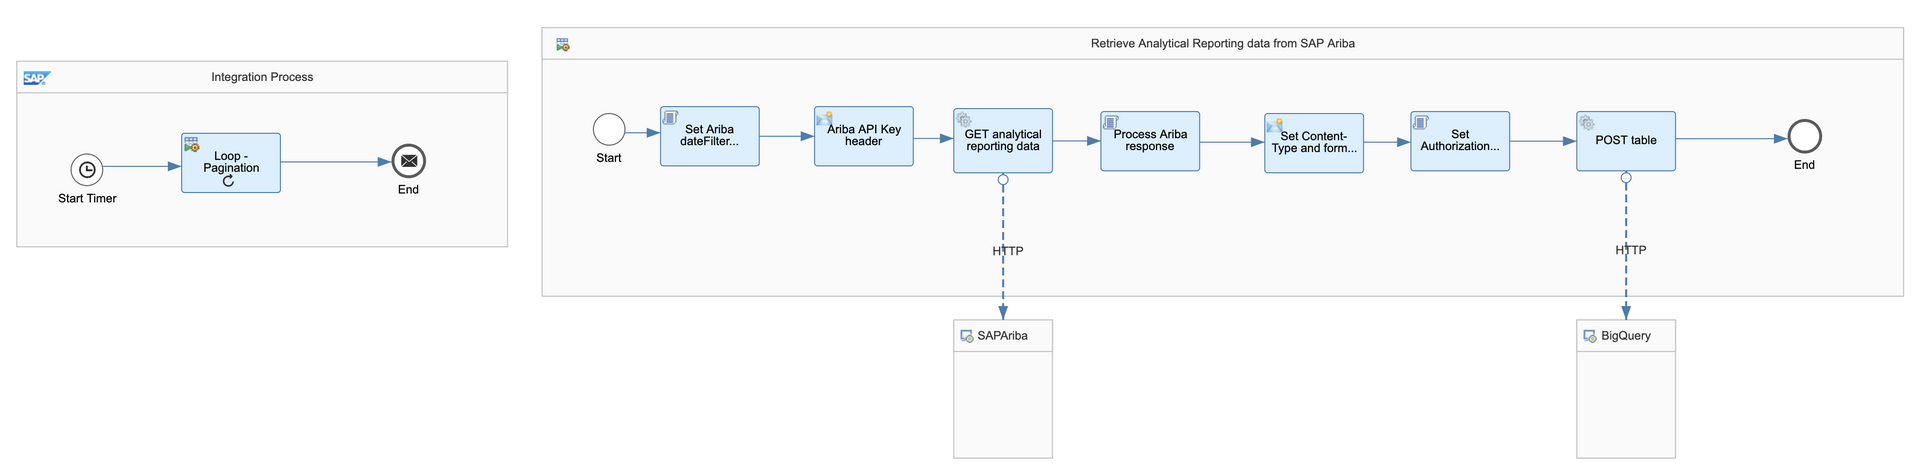 SAP
Integration Process
Start Timer
Loop -
Pagination
End
Retrieve Analytical Reporting data from SAP Ariba
Start
Set Ariba
dateFilter...
Ariba API Key
header
GET analytical
reporting data
Process Ariba
response
Set Content-
Type and form...
Set
Authorization...
POST table
End
HTTP
HTTP
SAPAriba
BigQuery